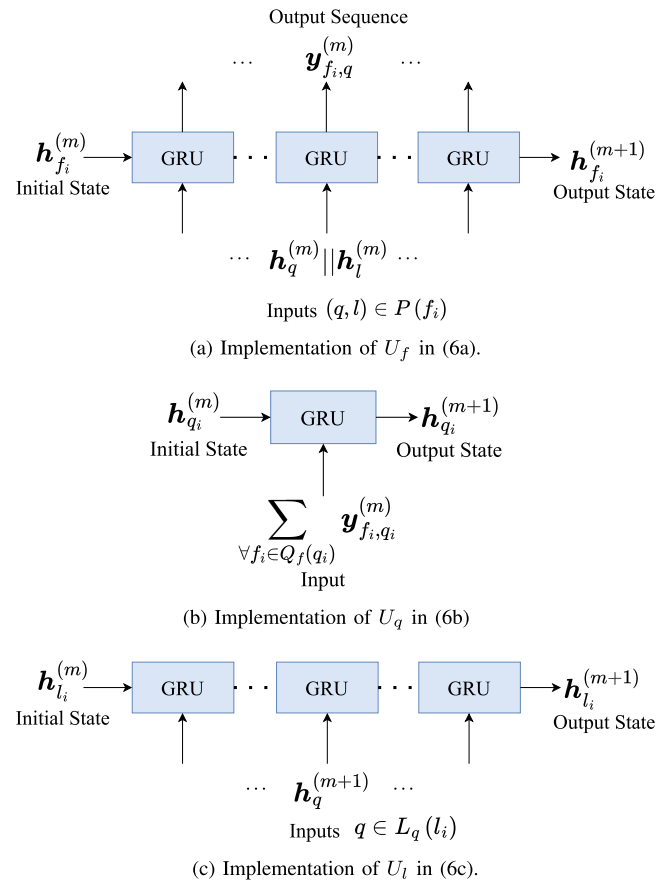 Output Sequence
··· y_{f_i,q}^{(m)} ···
h_{f_i}^{(m)} GRU · · · GRU · · · GRU h_{f_i}^{(m+1)}
Initial State Output State
··· h_q^{(m)}||h_l^{(m)} ···
Inputs (q, l) ∈ P(f_i)
(a) Implementation of U_f in (6a).
h_{q_i}^{(m)} GRU h_{q_i}^{(m+1)}
Initial State Output State
∑_{∀f_i∈Q_f(q_i)} y_{f_i,q_i}^{(m)}
Input
(b) Implementation of U_q in (6b)
h_{l_i}^{(m)} GRU · · · GRU · · · GRU h_{l_i}^{(m+1)}
Initial State Output State
··· h_q^{(m+1)} ···
Inputs q ∈ L_q(l_i)
(c) Implementation of U_l in (6c).